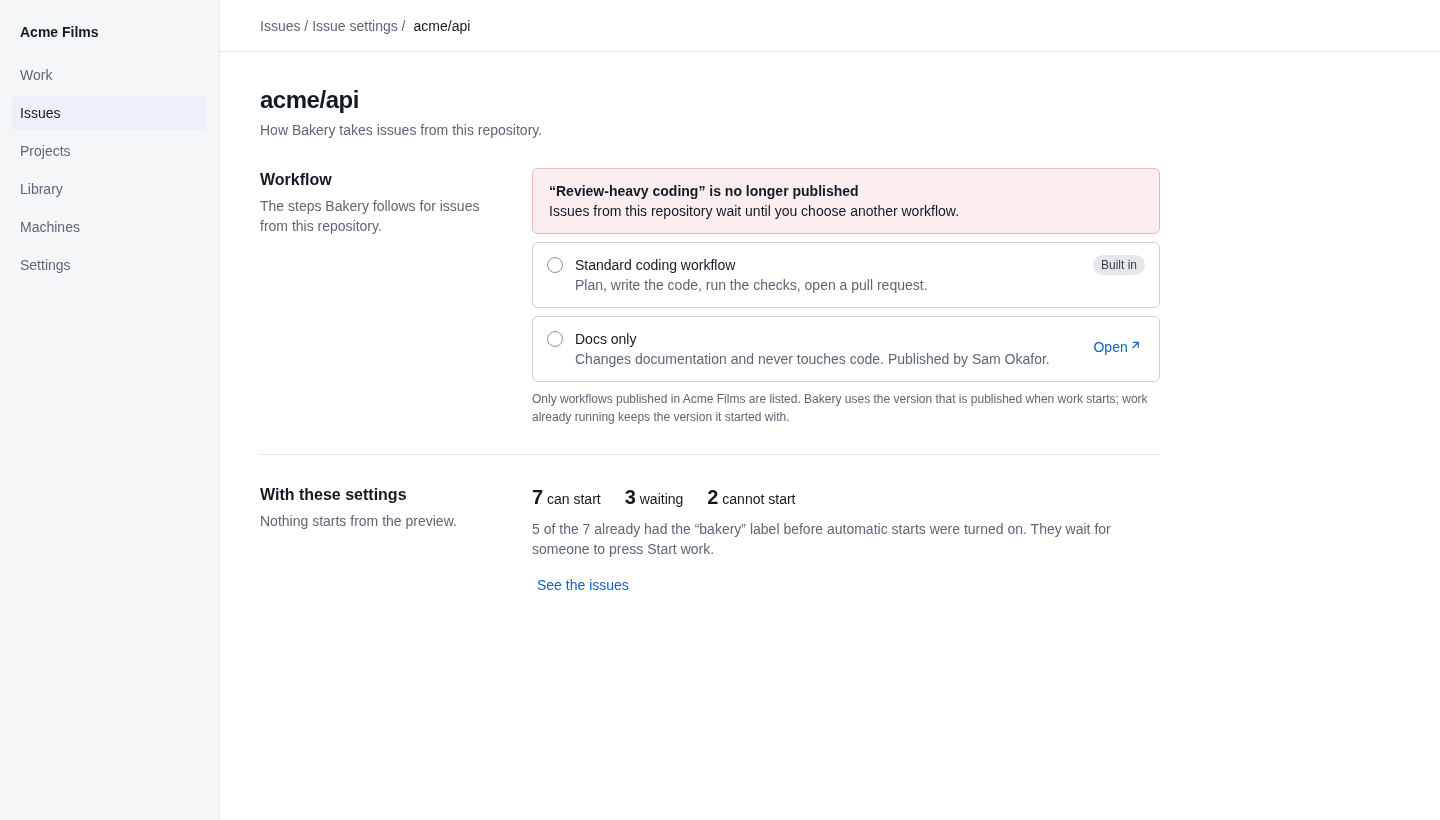 Acme Films
Work
Issues
Projects
Library
Machines
Settings
Issues / Issue settings / acme/api
acme/api
How Bakery takes issues from this repository.
Workflow
The steps Bakery follows for issues
from this repository.
“Review-heavy coding” is no longer published
Issues from this repository wait until you choose another workflow.
Standard coding workflow
Built in
Plan, write the code, run the checks, open a pull request.
Docs only
Changes documentation and never touches code. Published by Sam Okafor.
Open
Only workflows published in Acme Films are listed. Bakery uses the version that is published when work starts; work
already running keeps the version it started with.
With these settings
Nothing starts from the preview.
7 can start 3 waiting 2 cannot start
5 of the 7 already had the “bakery” label before automatic starts were turned on. They wait for
someone to press Start work.
See the issues